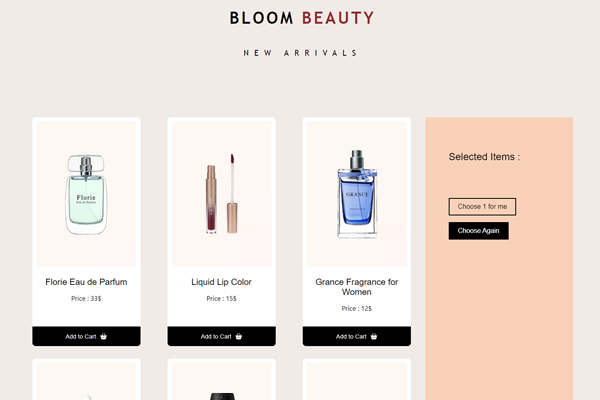 BLOOM BEAUTY
NEW ARRIVALS
Florie
GRANCE
Selected Items :
Choose 1 for me
Choose Again
Florie Eau de Parfum
Price : 33$
Add to Cart
Liquid Lip Color
Price : 15$
Add to Cart
Grance Fragrance for
Women
Price : 12$
Add to Cart